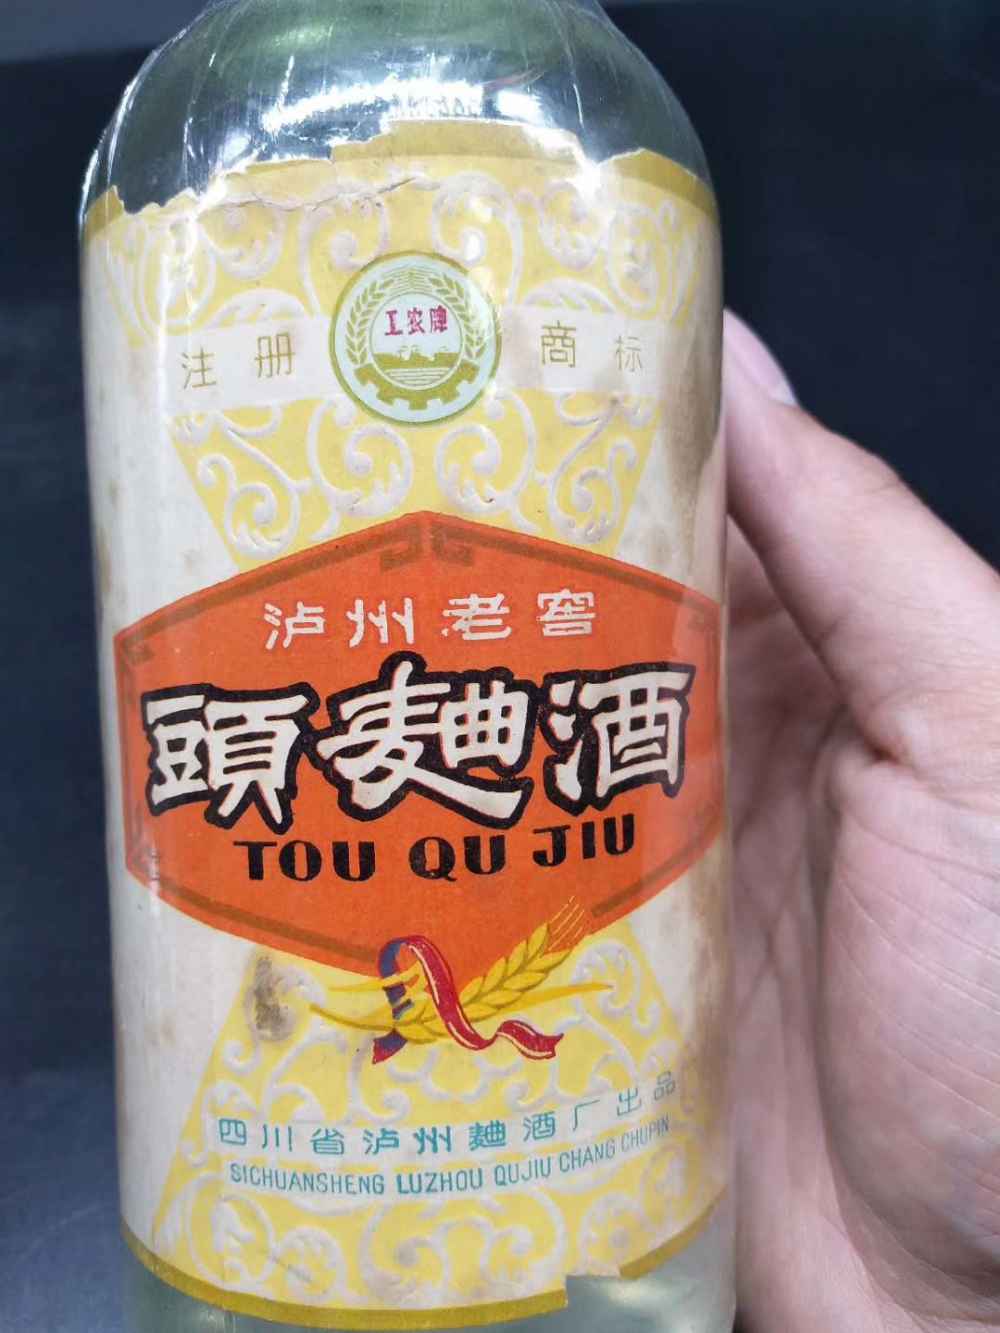 工农牌
注册 商标
泸州老窖
頭麯酒
TOU QU JIU
四川省泸州麯酒厂出品
SICHUANSHENG LUZHOU QUJIU CHANG CHUPIN